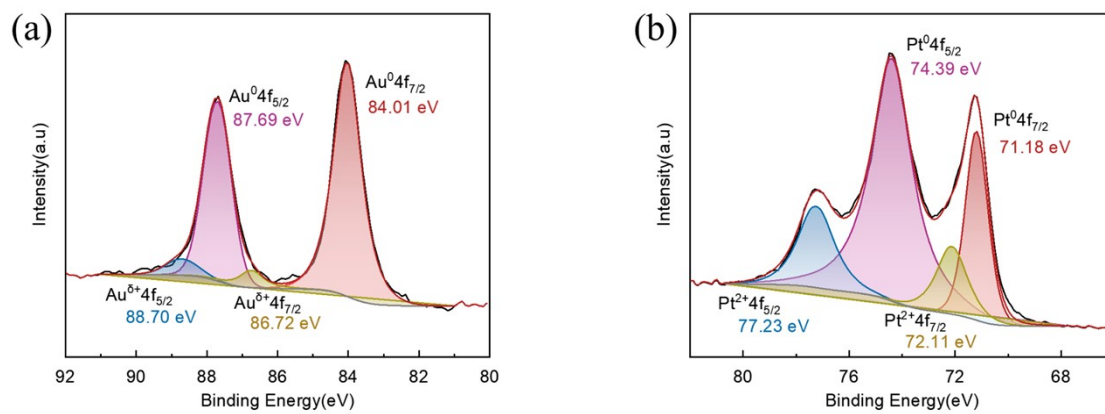 (a)
Au⁰4f₅/₂
87.69 eV
Au⁰4f₇/₂
84.01 eV
Auᵟ⁺4f₅/₂
88.70 eV
Auᵟ⁺4f₇/₂
86.72 eV
Intensity(a.u)
92 90 88 86 84 82 80
Binding Energy(eV)
(b)
Pt⁰4f₅/₂
74.39 eV
Pt⁰4f₇/₂
71.18 eV
Pt²⁺4f₅/₂
77.23 eV
Pt²⁺4f₇/₂
72.11 eV
Intensity(a.u)
80 76 72 68
Binding Energy(eV)